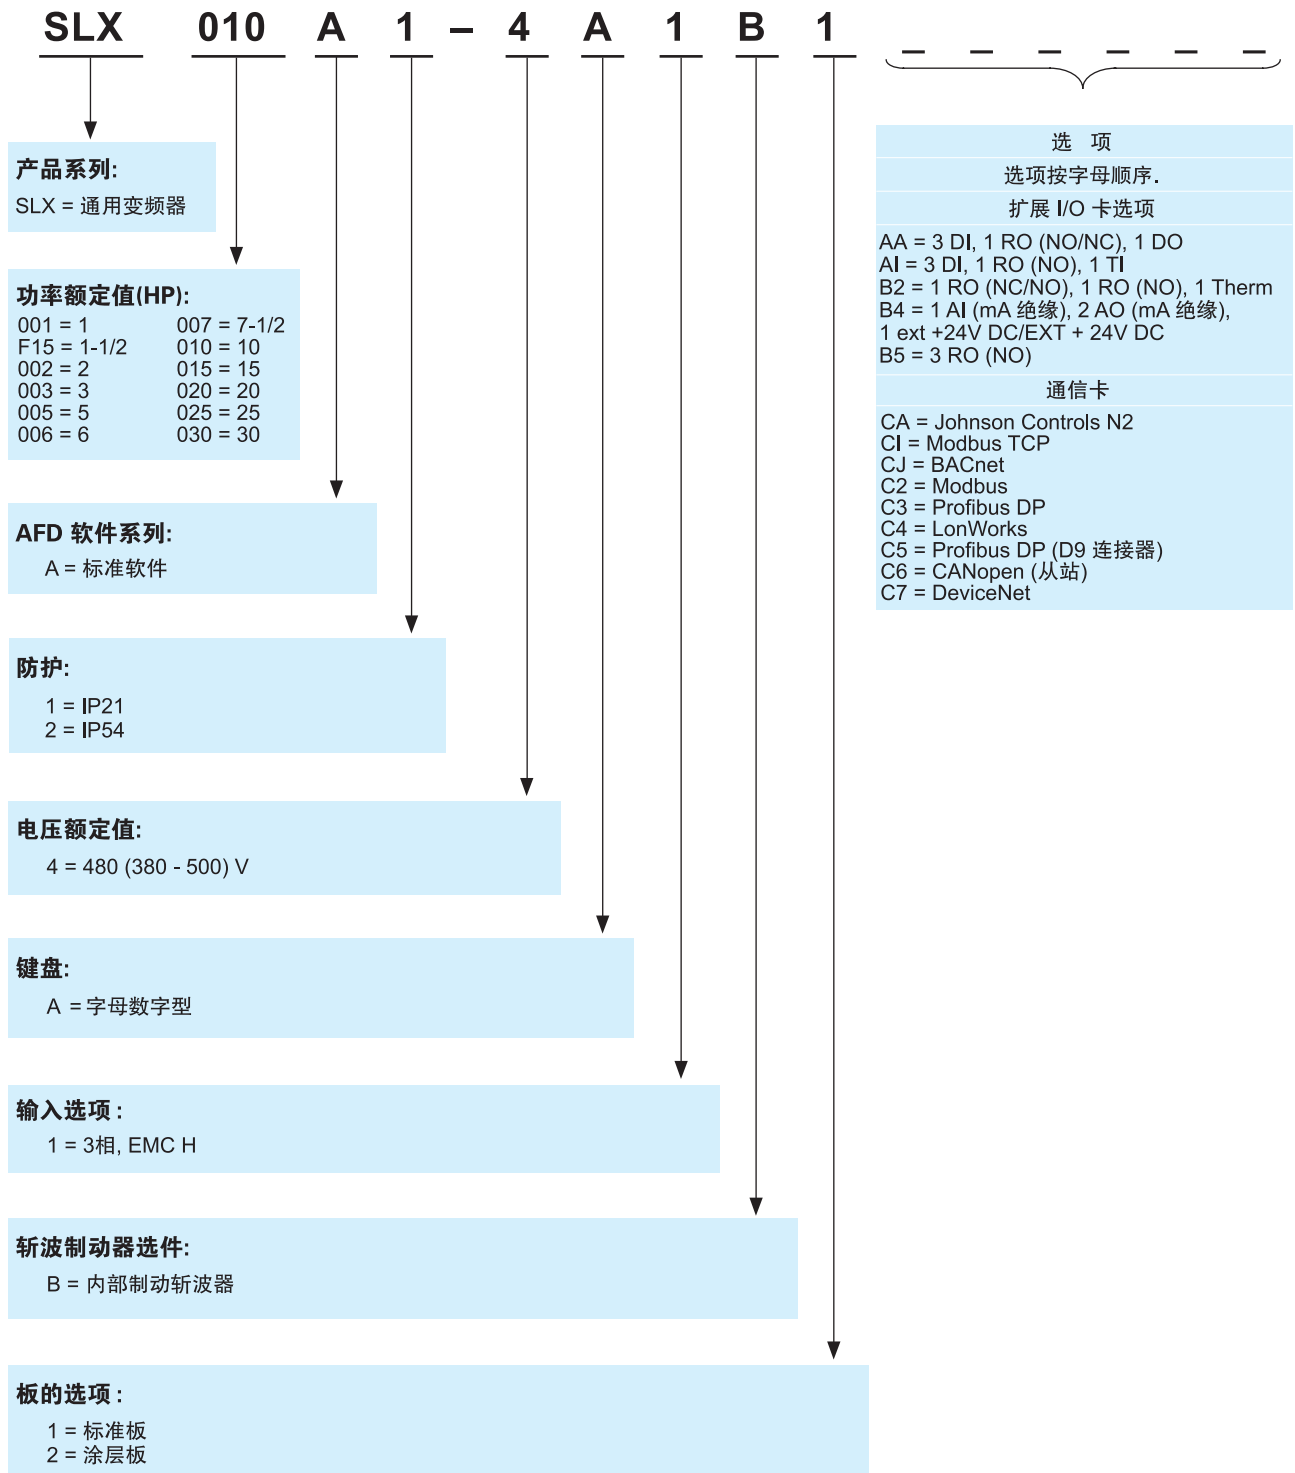 SLX 010 A 1 – 4 A 1 B 1
产品系列:
SLX = 通用变频器
功率额定值(HP):
001 = 1 007 = 7-1/2
F15 = 1-1/2 010 = 10
002 = 2 015 = 15
003 = 3 020 = 20
005 = 5 025 = 25
006 = 6 030 = 30
AFD 软件系列:
A = 标准软件
防护:
1 = IP21
2 = IP54
电压额定值:
4 = 480 (380 - 500) V
键盘:
A = 字母数字型
输入选项 :
1 = 3相, EMC H
斩波制动器选件:
B = 内部制动斩波器
板的选项 :
1 = 标准板
2 = 涂层板
选 项
选项按字母顺序.
扩展 I/O 卡选项
AA = 3 DI, 1 RO (NO/NC), 1 DO
AI = 3 DI, 1 RO (NO), 1 TI
B2 = 1 RO (NC/NO), 1 RO (NO), 1 Therm
B4 = 1 AI (mA 绝缘), 2 AO (mA 绝缘),
1 ext +24V DC/EXT + 24V DC
B5 = 3 RO (NO)
通信卡
CA = Johnson Controls N2
CI = Modbus TCP
CJ = BACnet
C2 = Modbus
C3 = Profibus DP
C4 = LonWorks
C5 = Profibus DP (D9 连接器)
C6 = CANopen (从站)
C7 = DeviceNet